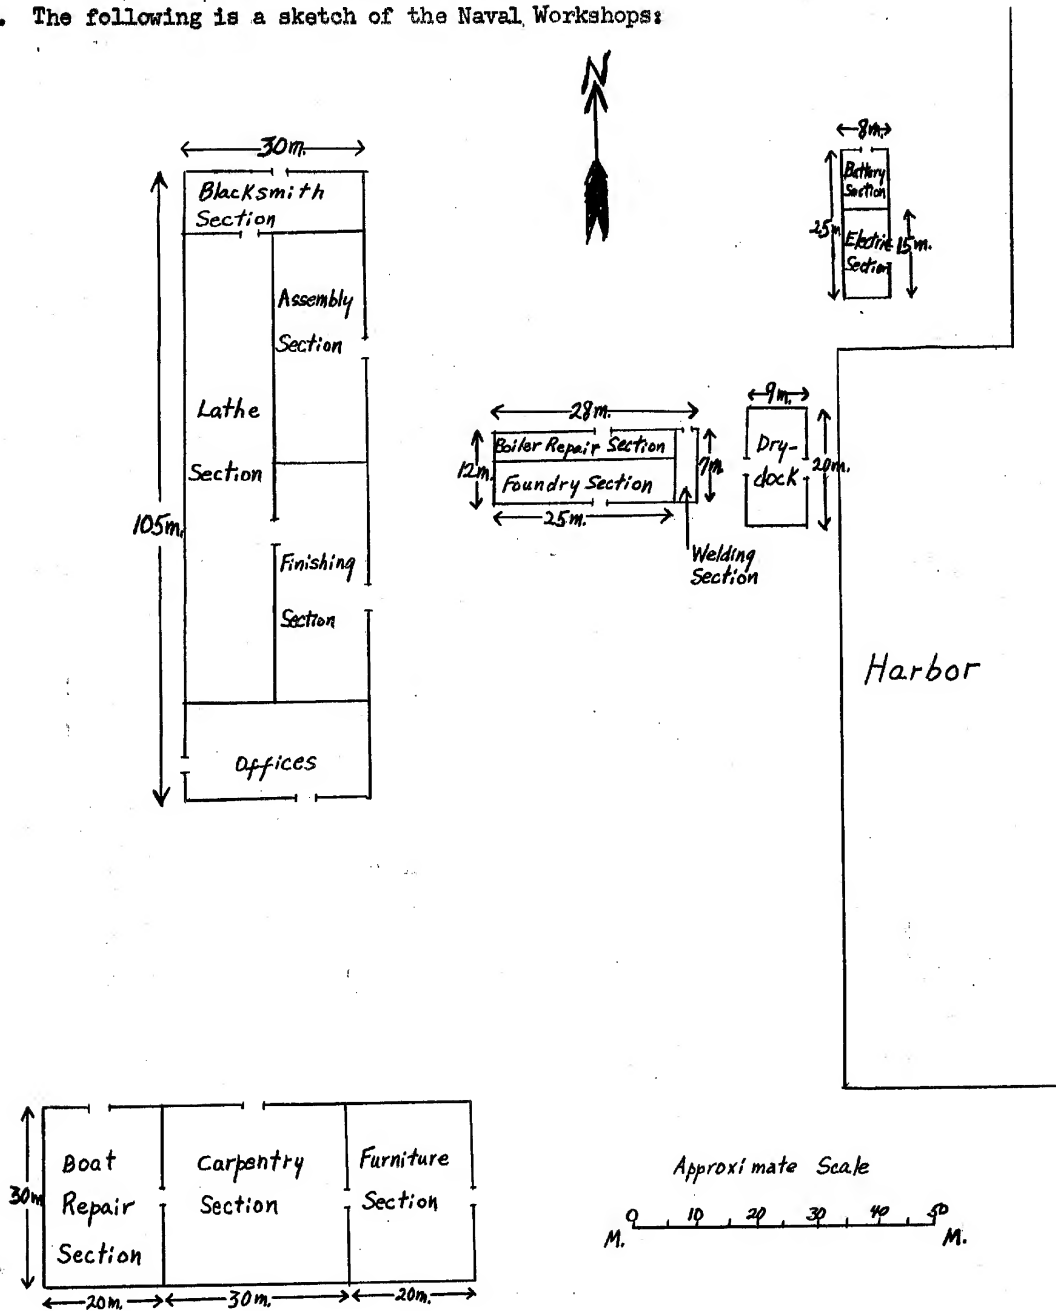 . The following is a sketch of the Naval Workshops:
N
30m.
8m.
Blacksmith
Section
Battery
Section
25m
Electric
Section
15m.
Assembly
Section
Lathe
Section
105m.
Finishing
Section
Offices
28m.
Boiler Repair Section
12m.
Foundry Section
7m.
25m.
Welding
Section
9m.
Dry-
dock
20m.
Harbor
30m
Boat
Repair
Section
Carpentry
Section
Furniture
Section
20m.
30m.
20m.
Approximate Scale
0 10 20 30 40 50
M. M.